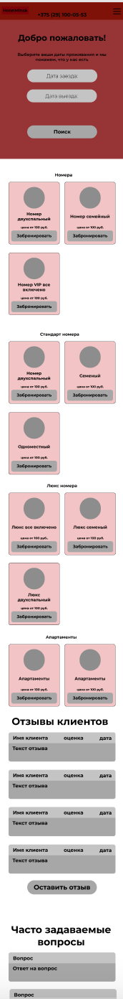 +375 (29) 100-05-53
Добро пожаловать!
Выберите ваши даты проживания и мы
покажем, что у нас есть
Дата заезда:
Дата выезда:
Поиск
Номера
Номер
двухспальный
цена от 100 руб.
Забронировать
Номер семейный
цена от 100 руб.
Забронировать
Номер VIP все
включено
цена от 100 руб.
Забронировать
Стандарт номера
Номер
двухспальный
цена от 100 руб.
Забронировать
Семеный
цена от 100 руб.
Забронировать
Одноместный
цена от 100 руб.
Забронировать
Люкс номера
Люкс все включено
цена от 100 руб.
Забронировать
Люкс семеный
цена от 100 руб.
Забронировать
Люкс
двухспальный
цена от 100 руб.
Забронировать
Апартаменты
Апартаменты
цена от 100 руб.
Забронировать
Апартаменты
цена от 100 руб.
Забронировать
Отзывы клиентов
Имя клиента оценка дата
Текст отзыва
Имя клиента оценка дата
Текст отзыва
Имя клиента оценка дата
Текст отзыва
Имя клиента оценка дата
Текст отзыва
Оставить отзыв
Часто задаваемые
вопросы
Вопрос
Ответ на вопрос
Вопрос